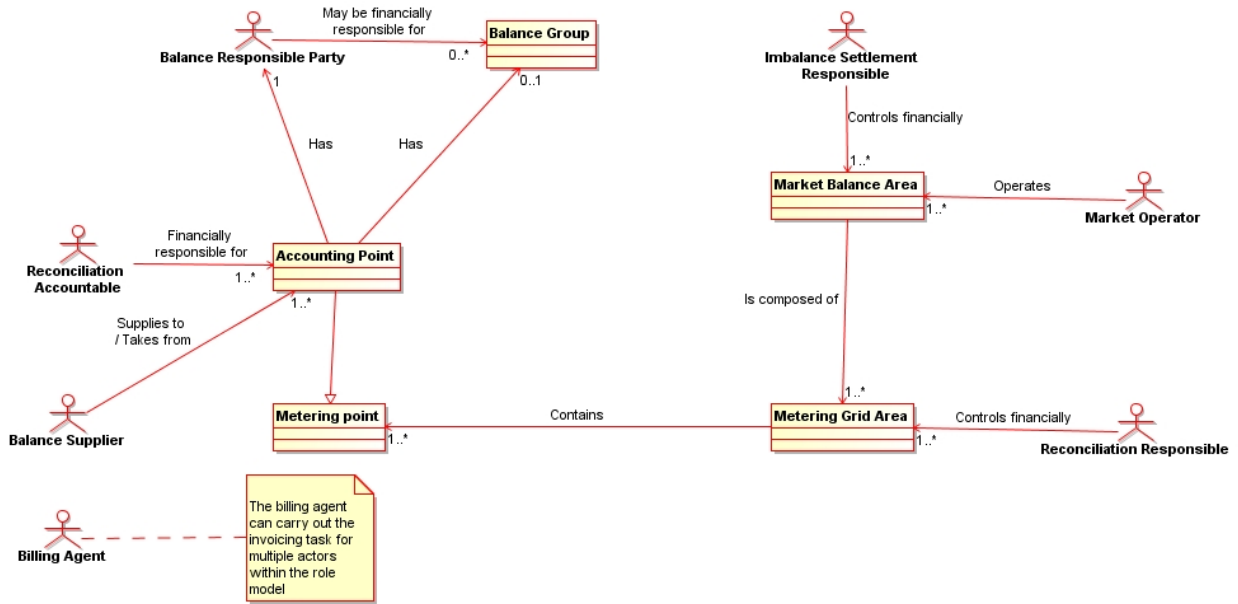 May be financially
responsible for
Balance Responsible Party
Balance Group
0..*
1
0..1
Has
Has
Imbalance Settlement
Responsible
Controls financially
1..*
Market Balance Area
1..*
Operates
Market Operator
Reconciliation
Accountable
Financially
responsible for
1..*
Accounting Point
1..*
Supplies to
/ Takes from
Balance Supplier
Is composed of
1..*
Metering point
1..*
Contains
Metering Grid Area
1..*
Controls financially
Reconciliation Responsible
Billing Agent
The billing agent
can carry out the
invoicing task for
multiple actors
within the role
model